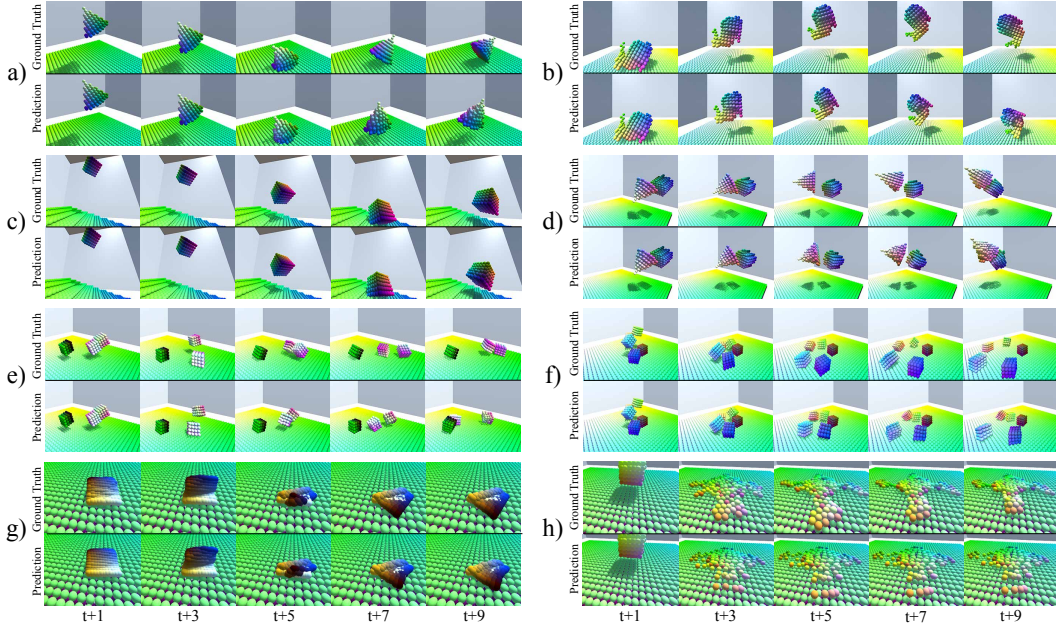 Ground Truth
Prediction
a)
Ground Truth
Prediction
b)
Ground Truth
Prediction
c)
Ground Truth
Prediction
d)
Ground Truth
Prediction
e)
Ground Truth
Prediction
f)
Ground Truth
Prediction
g)
Ground Truth
Prediction
h)
t+1 t+3 t+5 t+7 t+9
t+1 t+3 t+5 t+7 t+9